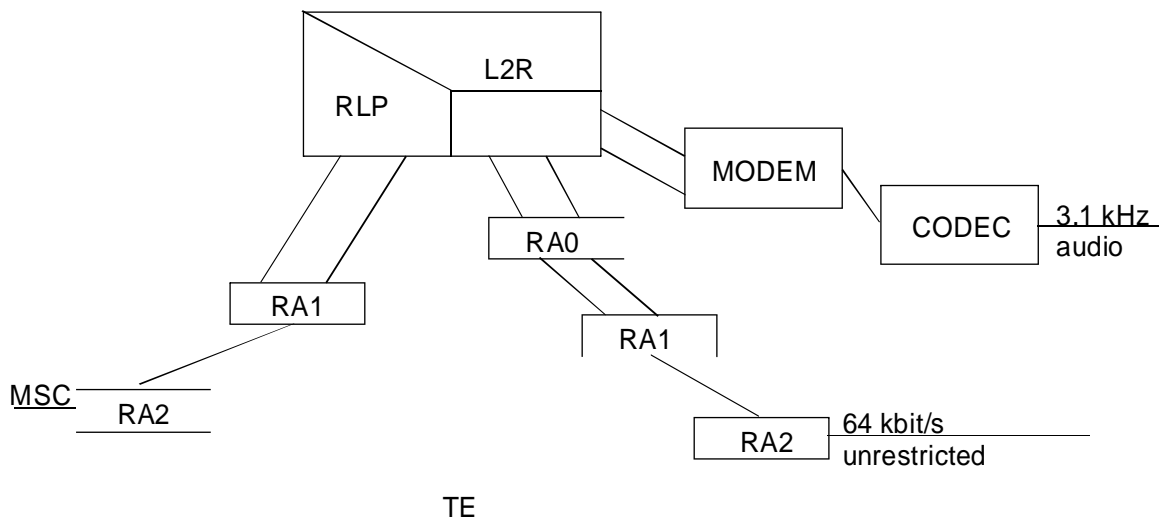 L2R
RLP
MODEM
CODEC
3.1 kHz
audio
RA0
RA1
RA1
MSC
RA2
64 kbit/s
RA2
unrestricted
TE